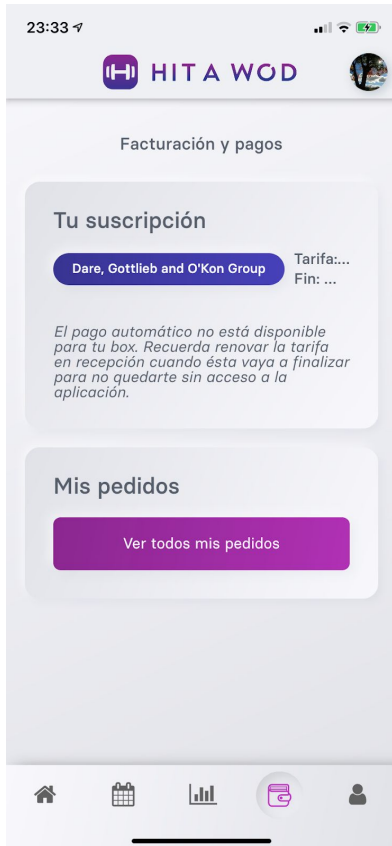 23:33
HIT A WOD
Facturación y pagos
Tu suscripción
Dare, Gottlieb and O'Kon Group
Tarifa:...
Fin: ...
El pago automático no está disponible
para tu box. Recuerda renovar la tarifa
en recepción cuando ésta vaya a finalizar
para no quedarte sin acceso a la
aplicación.
Mis pedidos
Ver todos mis pedidos